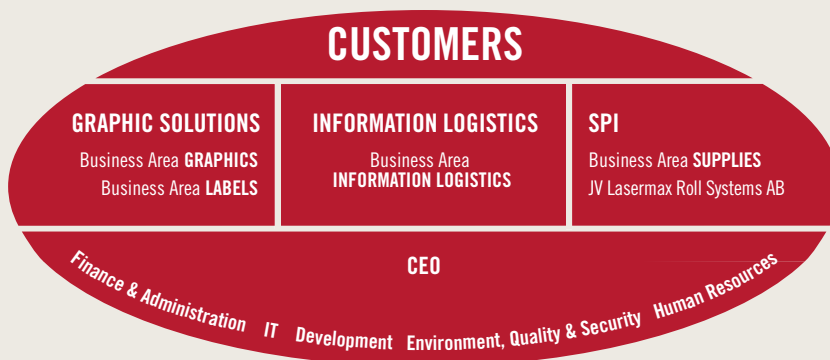 CUSTOMERS
GRAPHIC SOLUTIONS
Business Area GRAPHICS
Business Area LABELS
INFORMATION LOGISTICS
Business Area
INFORMATION LOGISTICS
SPI
Business Area SUPPLIES
JV Lasermax Roll Systems AB
CEO
Finance & Administration IT Development Environment, Quality & Security Human Resources